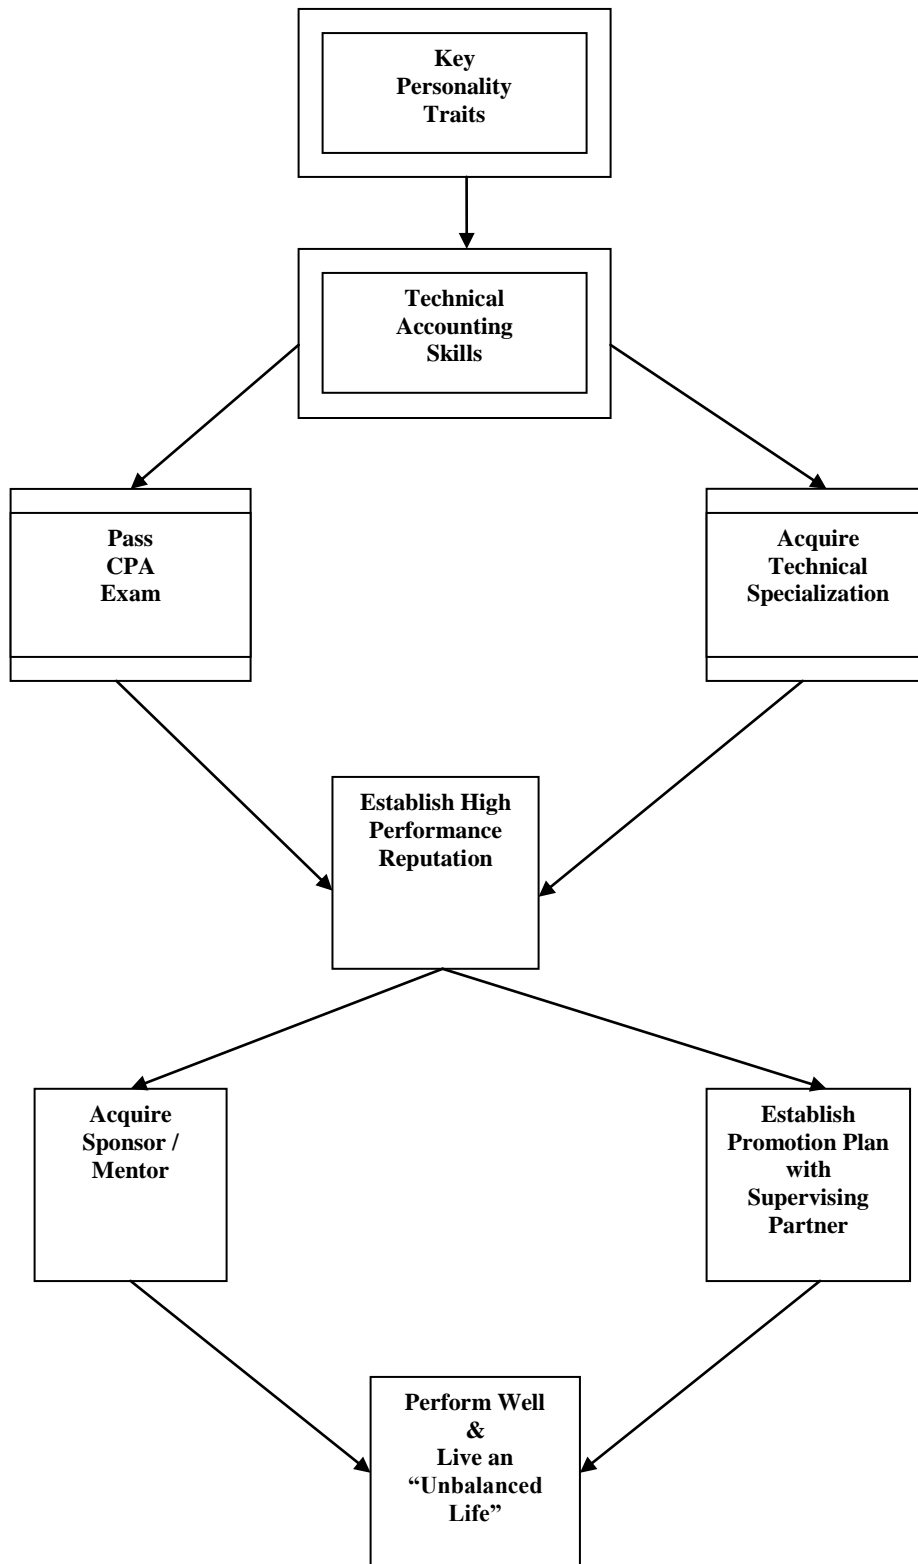 Key
Personality
Traits
Technical
Accounting
Skills
Pass
CPA
Exam
Acquire
Technical
Specialization
Establish High
Performance
Reputation
Acquire
Sponsor /
Mentor
Establish
Promotion Plan
with
Supervising
Partner
Perform Well
&
Live an
“Unbalanced
Life”